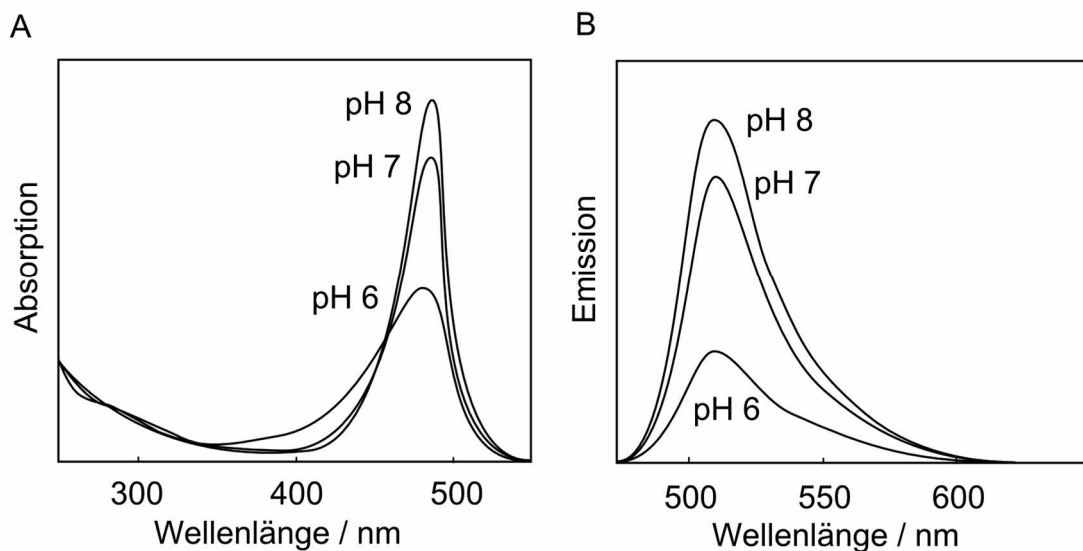 A
pH 8
pH 7
pH 6
Absorption
300 400 500
Wellenlänge / nm
B
pH 8
pH 7
pH 6
Emission
500 550 600
Wellenlänge / nm